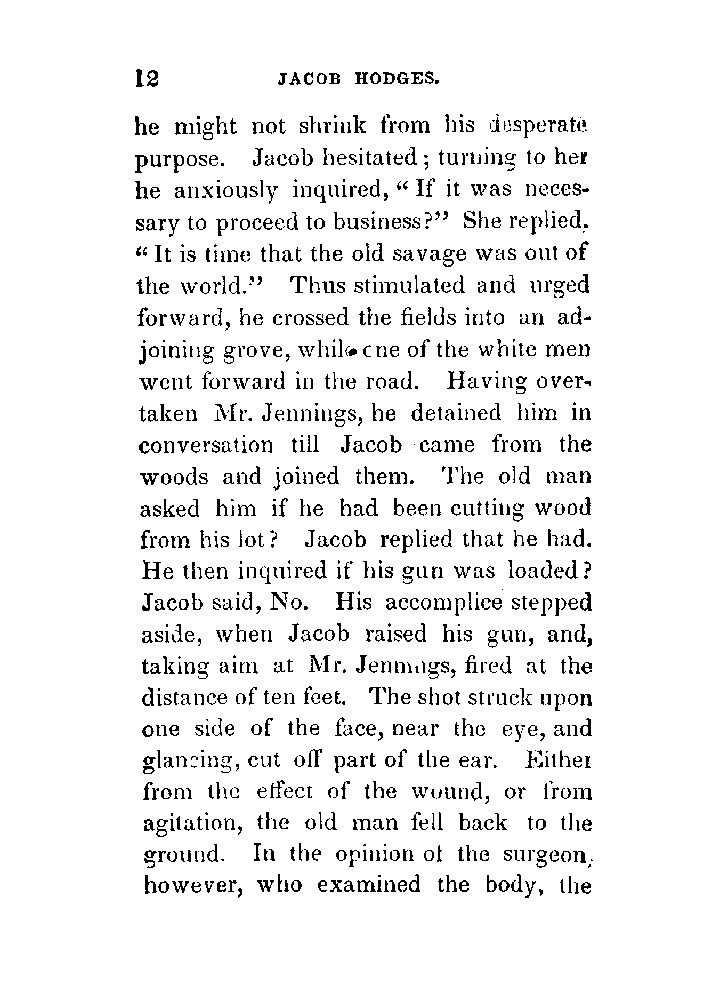 12 JACOB HODGES.
he might not shrink from his desperate
purpose. Jacob hesitated; turning to her
he anxiously inquired, “ If it was neces-
sary to proceed to business?” She replied,
“ It is time that the old savage was out of
the world.” Thus stimulated and urged
forward, he crossed the fields into an ad-
joining grove, while one of the white men
went forward in the road. Having over-
taken Mr. Jennings, he detained him in
conversation till Jacob came from the
woods and joined them. The old man
asked him if he had been cutting wood
from his lot? Jacob replied that he had.
He then inquired if his gun was loaded?
Jacob said, No. His accomplice stepped
aside, when Jacob raised his gun, and,
taking aim at Mr. Jennings, fired at the
distance of ten feet. The shot struck upon
one side of the face, near the eye, and
glancing, cut off part of the ear. Either
from the effect of the wound, or from
agitation, the old man fell back to the
ground. In the opinion of the surgeon,
however, who examined the body, the